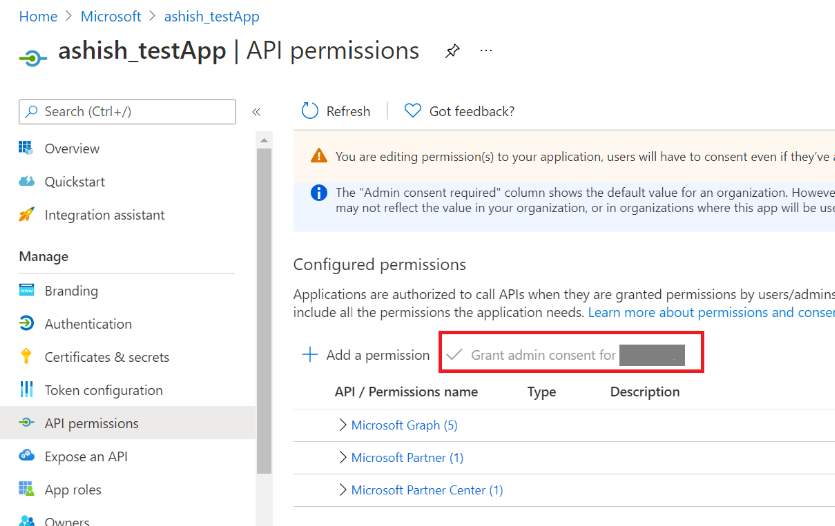 Home > Microsoft > ashish_testApp
ashish_testApp | API permissions
Search (Ctrl+/)
«
Overview
Quickstart
Integration assistant
Manage
Branding
Authentication
Certificates & secrets
Token configuration
API permissions
Expose an API
App roles
Owners
Refresh
Got feedback?
You are editing permission(s) to your application, users will have to consent even if they've a
The "Admin consent required" column shows the default value for an organization. Howeve
may not reflect the value in your organization, or in organizations where this app will be use
Configured permissions
Applications are authorized to call APIs when they are granted permissions by users/admins
include all the permissions the application needs. Learn more about permissions and conser
+ Add a permission
Grant admin consent for
API / Permissions name Type Description
> Microsoft Graph (5)
> Microsoft Partner (1)
> Microsoft Partner Center (1)